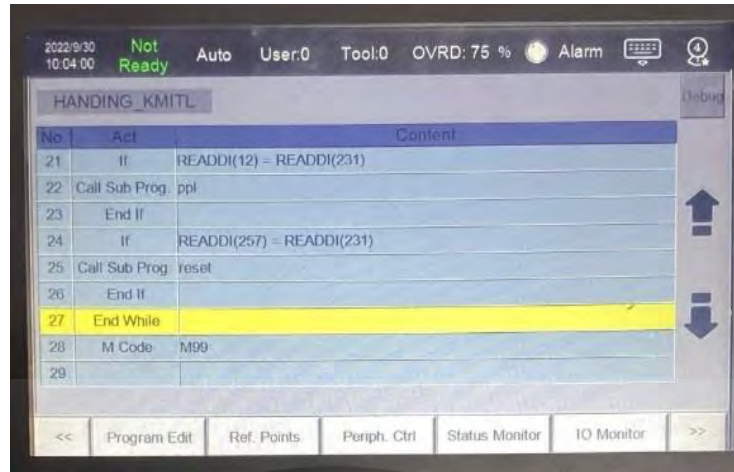 2022/9/30 Not Auto User:0 Tool:0 OVRD: 75 % Alarm 4
10:04:00 Ready
HANDING_KMITL Debug
No. Act Content
21 If READDI(12) = READDI(231)
22 Call Sub Prog. ppl
23 End If
24 If READDI(257) = READDI(231)
25 Call Sub Prog. reset
26 End If
27 End While
28 M Code M99
29
<< Program Edit Ref. Points Periph. Ctrl Status Monitor IO Monitor >>